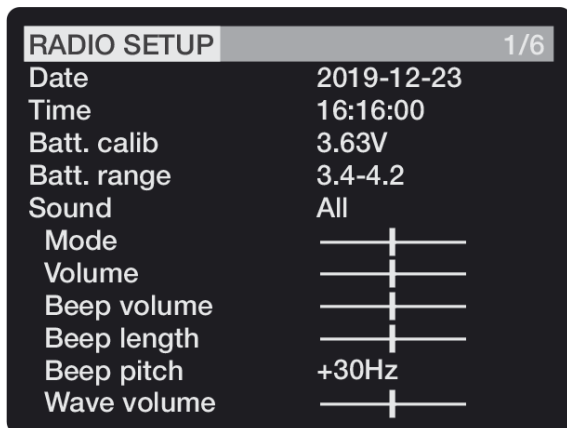 RADIO SETUP 1/6
Date 2019-12-23
Time 16:16:00
Batt. calib 3.63V
Batt. range 3.4-4.2
Sound All
Mode
Volume
Beep volume
Beep length
Beep pitch +30Hz
Wave volume